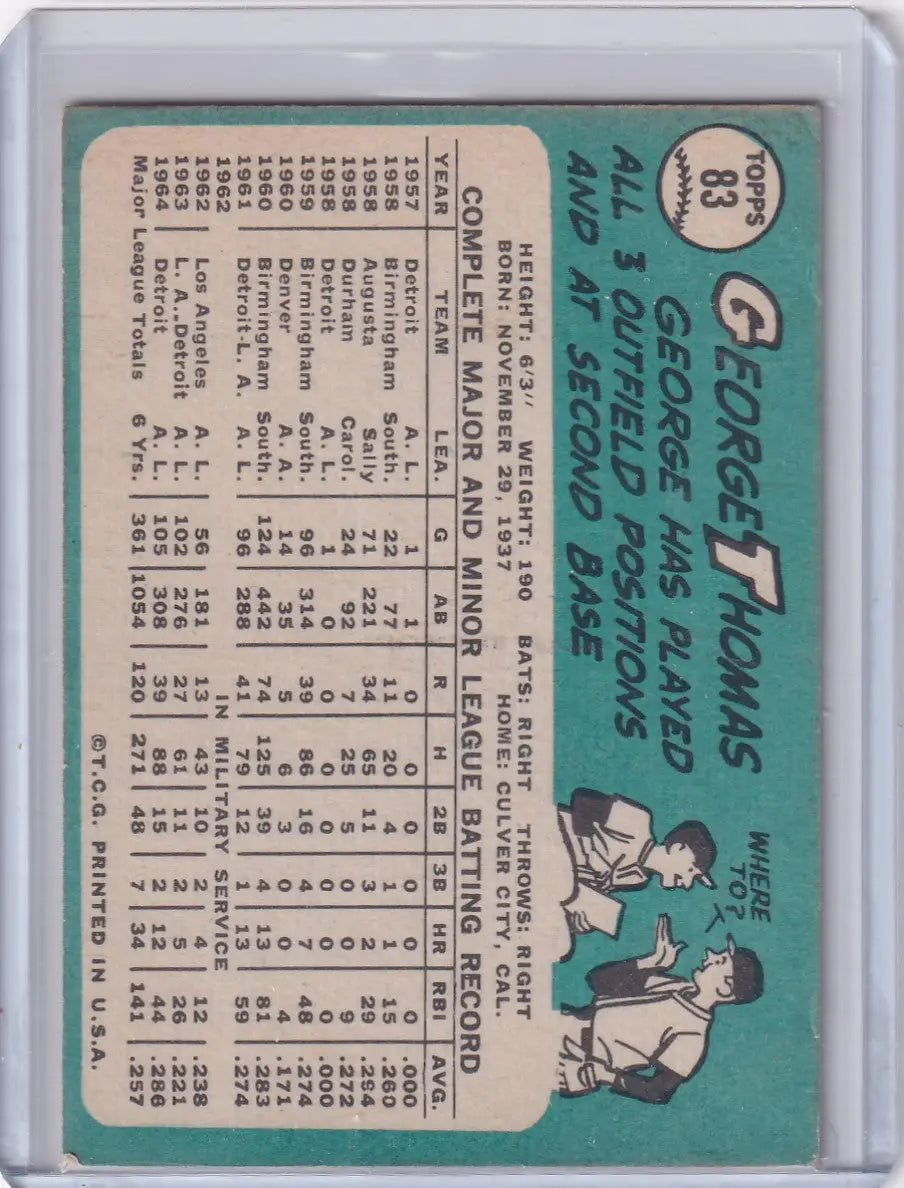 TOPPS
83
GEORGE THOMAS
GEORGE HAS PLAYED
ALL 3 OUTFIELD POSITIONS
AND AT SECOND BASE
WHERE
TO?
HEIGHT: 6'3" WEIGHT: 190 BATS: RIGHT THROWS: RIGHT
BORN: NOVEMBER 29, 1937 HOME: CULVER CITY, CAL.
COMPLETE MAJOR AND MINOR LEAGUE BATTING RECORD
YEAR TEAM LEA. G AB R H 2B 3B HR RBI AVG.
1957 Detroit A. L. 1 1 0 0 0 0 0 0 .000
1958 Birmingham South. 22 77 11 20 4 1 1 15 .260
1958 Augusta Sally 71 221 34 65 11 3 2 29 .294
1958 Durham Carol. 24 92 7 25 5 0 0 9 .272
1958 Detroit A. L. 1 0 0 0 0 0 0 0 .000
1959 Birmingham South. 96 314 39 86 16 4 7 48 .274
1960 Denver A. A. 14 35 5 6 3 0 0 4 .171
1960 Birmingham South. 124 442 74 125 39 4 13 81 .283
1961 Detroit-L. A. A. L. 96 288 41 79 12 1 13 59 .274
1962 IN MILITARY SERVICE
1962 Los Angeles A. L. 56 181 13 43 10 2 4 12 .238
1963 L. A.-Detroit A. L. 102 276 27 61 11 2 5 26 .221
1964 Detroit A. L. 105 308 39 88 15 2 12 44 .286
Major League Totals 6 Yrs. 361 1054 120 271 48 7 34 141 .257
©T.C.G. PRINTED IN U.S.A.